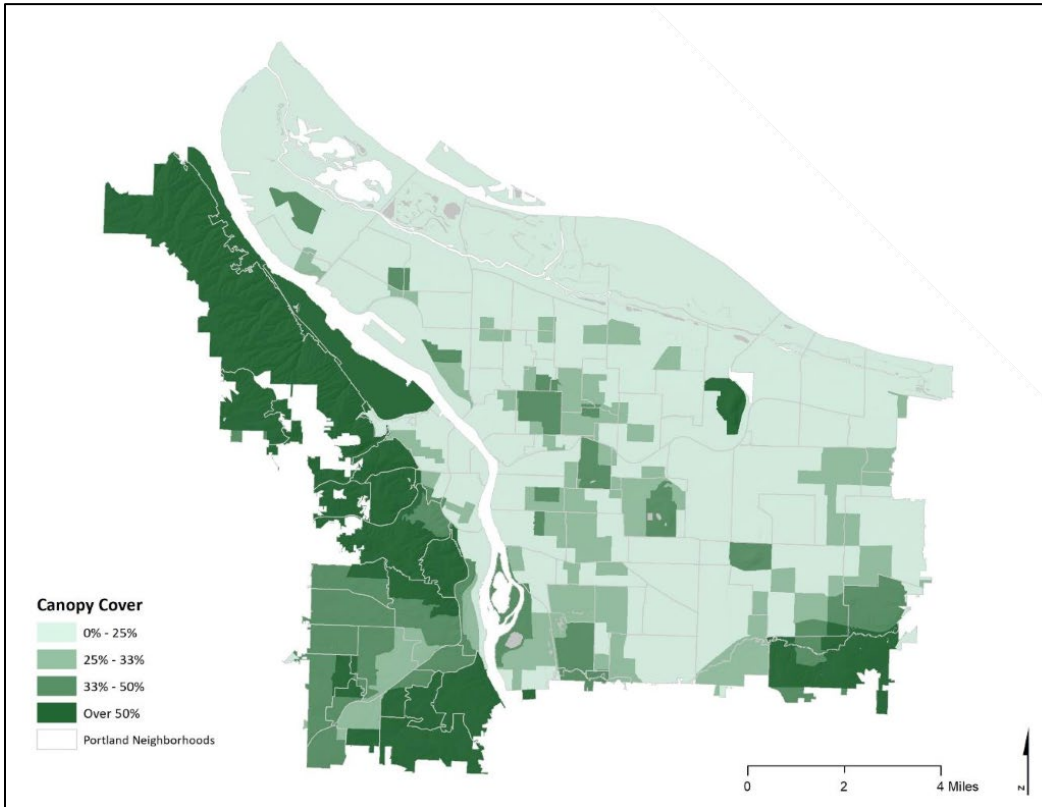 Canopy Cover
0% - 25%
25% - 33%
33% - 50%
Over 50%
Portland Neighborhoods
0 2 4 Miles
N